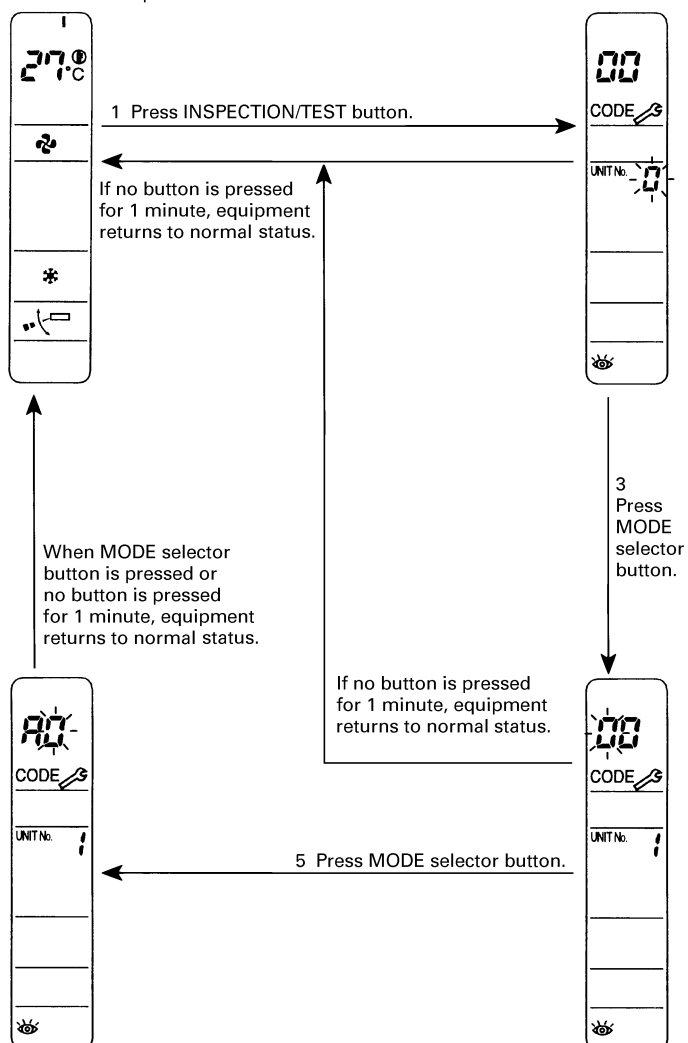 27 °C
00
CODE
1 Press INSPECTION/TEST button.
UNIT No. 0
If no button is pressed
for 1 minute, equipment
returns to normal status.
3
Press
MODE
selector
button.
When MODE selector
button is pressed or
no button is pressed
for 1 minute, equipment
returns to normal status.
If no button is pressed
for 1 minute, equipment
returns to normal status.
A0
CODE
UNIT No. 1
5 Press MODE selector button.
00
CODE
UNIT No. 1